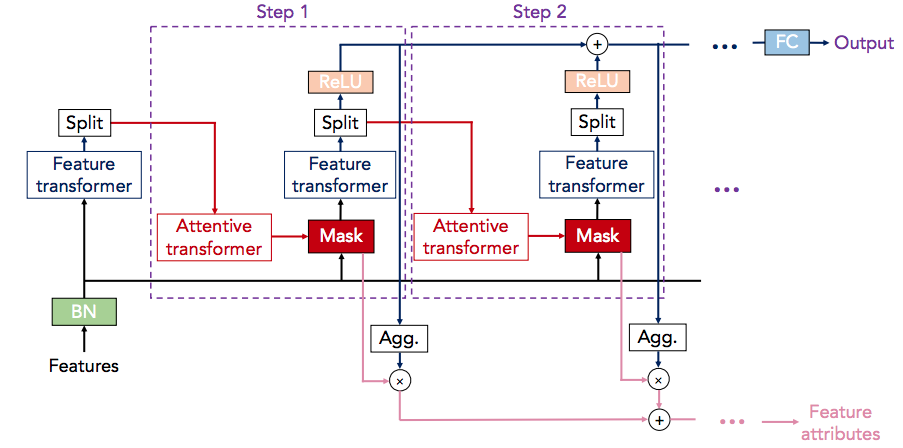 Step 1
Step 2
+
...
FC
Output
ReLU
ReLU
Split
Split
Split
Feature
transformer
Feature
transformer
Feature
transformer
...
Attentive
transformer
Mask
Attentive
transformer
Mask
BN
Features
Agg.
Agg.
×
×
+
...
Feature
attributes